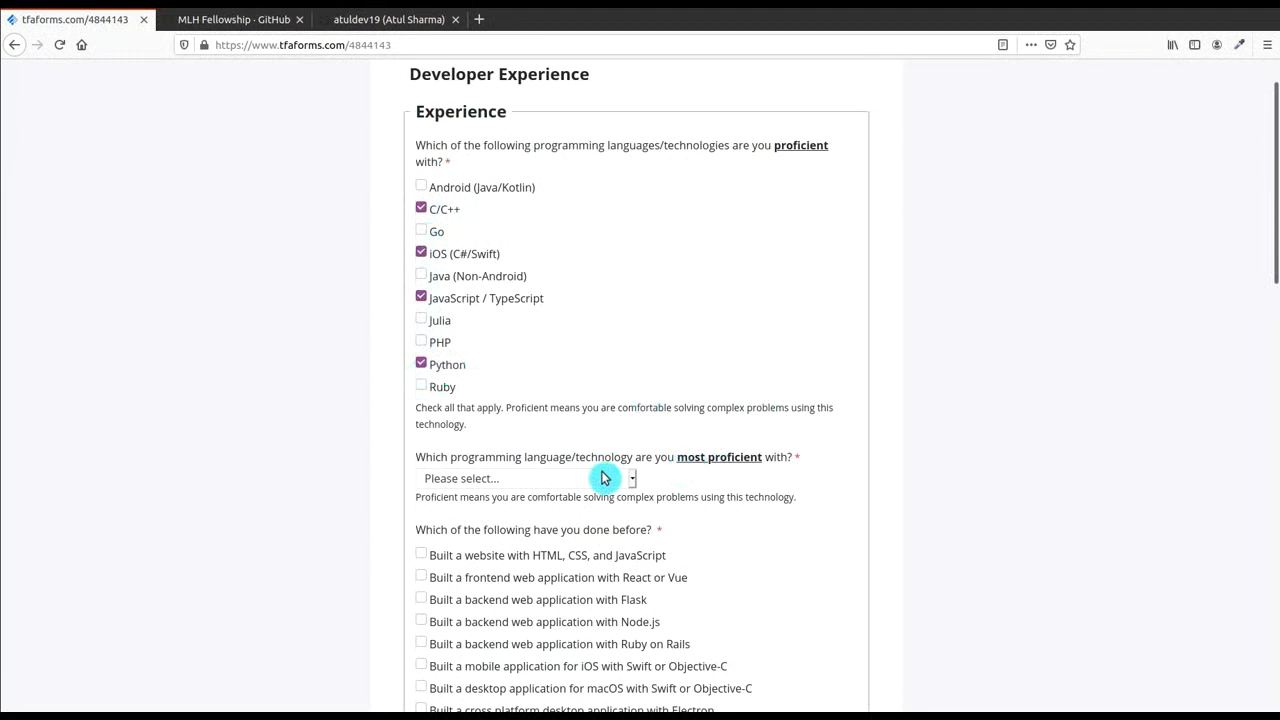 tfaforms.com/4844143
MLH Fellowship · GitHub
atuldev19 (Atul Sharma)
https://www.tfaforms.com/4844143
Developer Experience
Experience
Which of the following programming languages/technologies are you proficient
with? *
Android (Java/Kotlin)
C/C++
Go
iOS (C#/Swift)
Java (Non-Android)
JavaScript / TypeScript
Julia
PHP
Python
Ruby
Check all that apply. Proficient means you are comfortable solving complex problems using this
technology.
Which programming language/technology are you most proficient with? *
Please select...
Proficient means you are comfortable solving complex problems using this technology.
Which of the following have you done before? *
Built a website with HTML, CSS, and JavaScript
Built a frontend web application with React or Vue
Built a backend web application with Flask
Built a backend web application with Node.js
Built a backend web application with Ruby on Rails
Built a mobile application for iOS with Swift or Objective-C
Built a desktop application for macOS with Swift or Objective-C
Built a cross platform desktop application with Electron